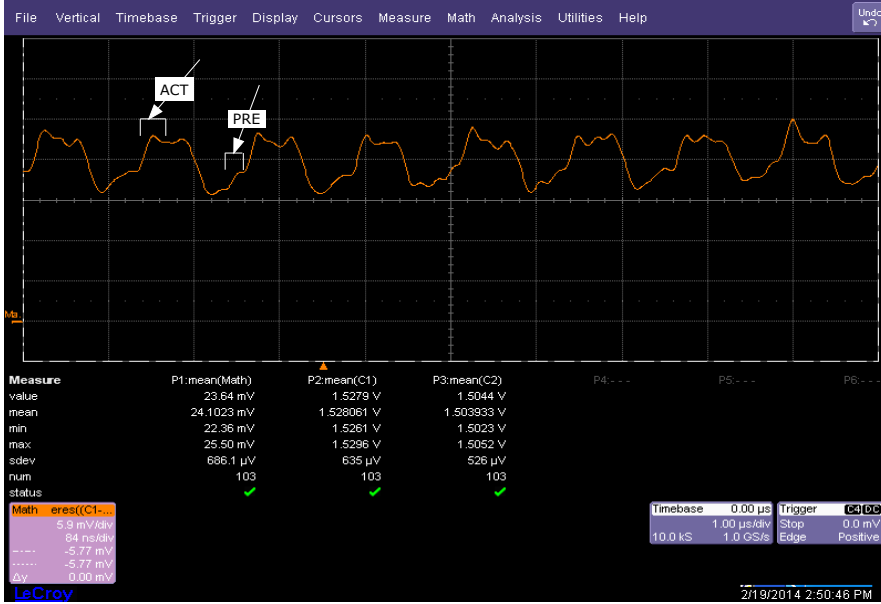 File Vertical Timebase Trigger Display Cursors Measure Math Analysis Utilities Help Undo
ACT
PRE
Ma..
Measure P1:mean(Math) P2:mean(C1) P3:mean(C2) P4:- - - P5:- - - P6:- - -
value 23.64 mV 1.5279 V 1.5044 V
mean 24.1023 mV 1.528061 V 1.503933 V
min 22.36 mV 1.5261 V 1.5023 V
max 25.50 mV 1.5296 V 1.5052 V
sdev 686.1 µV 635 µV 526 µV
num 103 103 103
status
Math eres((C1-...
5.9 mV/div
84 ns/div
-5.77 mV
-5.77 mV
Δy 0.00 mV
Timebase 0.00 µs
1.00 µs/div
10.0 kS 1.0 GS/s
Trigger C4 DC
Stop 0.0 mV
Edge Positive
LeCroy
2/19/2014 2:50:46 PM